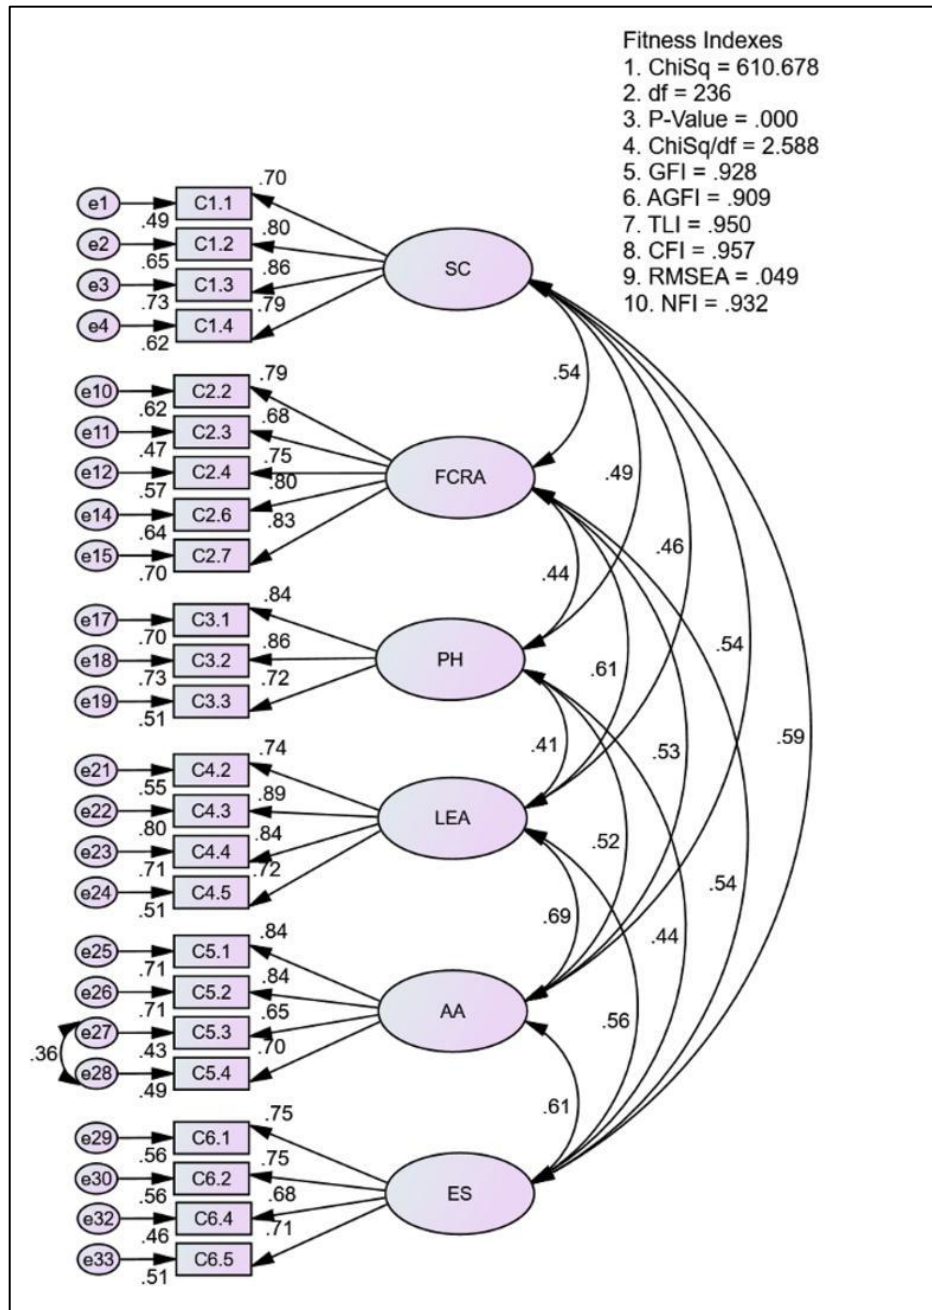 Fitness Indexes
1. ChiSq = 610.678
2. df = 236
3. P-Value = .000
4. ChiSq/df = 2.588
5. GFI = .928
6. AGFI = .909
7. TLI = .950
8. CFI = .957
9. RMSEA = .049
10. NFI = .932
.70
e1 C1.1
.49 .80
e2 C1.2
.65 .86
e3 C1.3
.73 .79
e4 C1.4
.62
SC
.79
e10 C2.2
.62 .68
e11 C2.3
.47 .75
e12 C2.4
.57 .80
e14 C2.6
.64 .83
e15 C2.7
.70
FCRA
.84
e17 C3.1
.70 .86
e18 C3.2
.73 .72
e19 C3.3
.51
PH
.74
e21 C4.2
.55 .89
e22 C4.3
.80 .84
e23 C4.4
.71 .72
e24 C4.5
.51
LEA
.84
e25 C5.1
.71 .84
e26 C5.2
.71 .65
e27 C5.3
.36 .43 .70
e28 C5.4
.49
AA
.75
e29 C6.1
.56 .75
e30 C6.2
.56 .68
e32 C6.4
.46 .71
e33 C6.5
.51
ES
.54
.49
.46
.44
.54
.61
.59
.41
.53
.52
.54
.69
.44
.56
.61